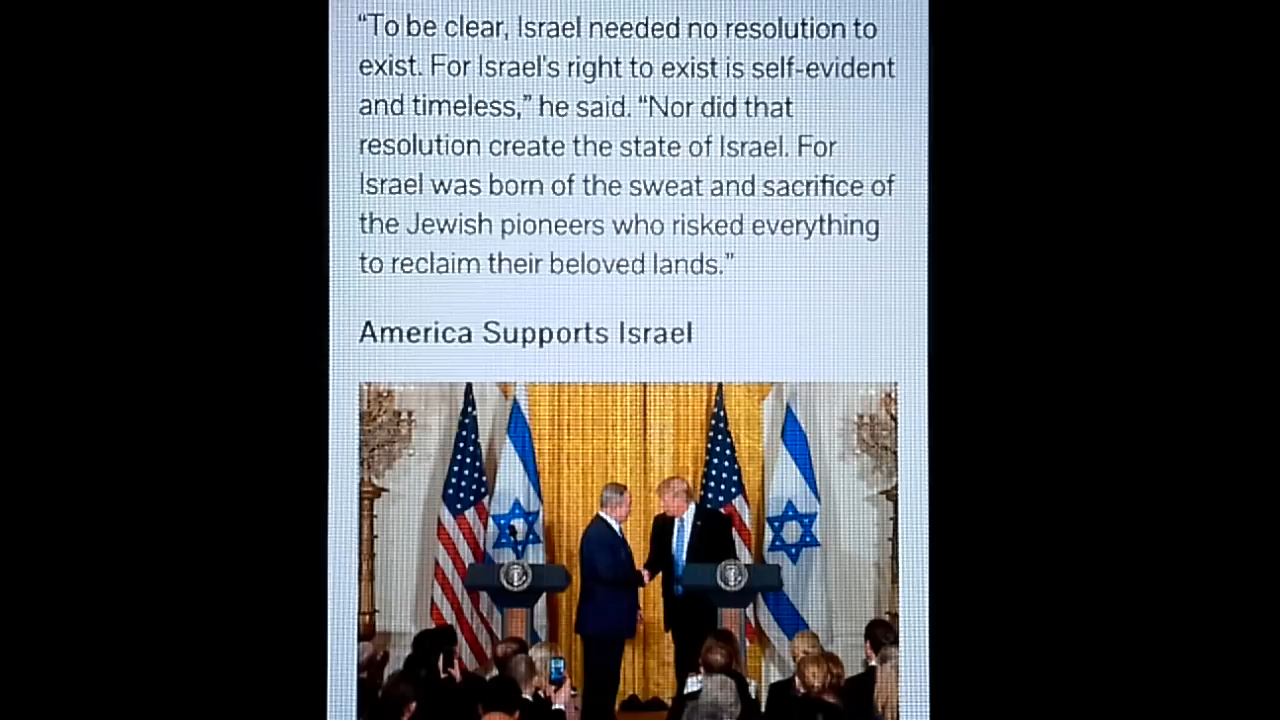 “To be clear, Israel needed no resolution to
exist. For Israel's right to exist is self-evident
and timeless,” he said. “Nor did that
resolution create the state of Israel. For
Israel was born of the sweat and sacrifice of
the Jewish pioneers who risked everything
to reclaim their beloved lands.”
America Supports Israel